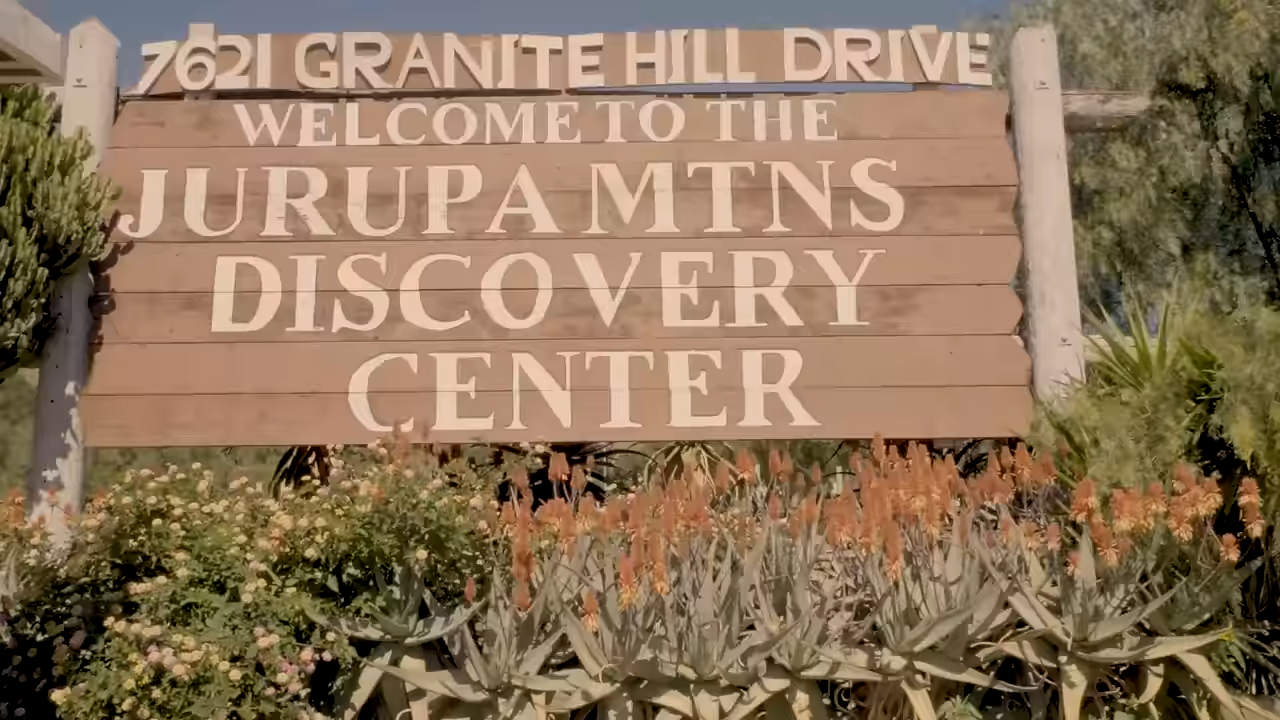 7621 GRANITE HILL DRIVE
WELCOME TO THE
JURUPA MTNS
DISCOVERY
CENTER